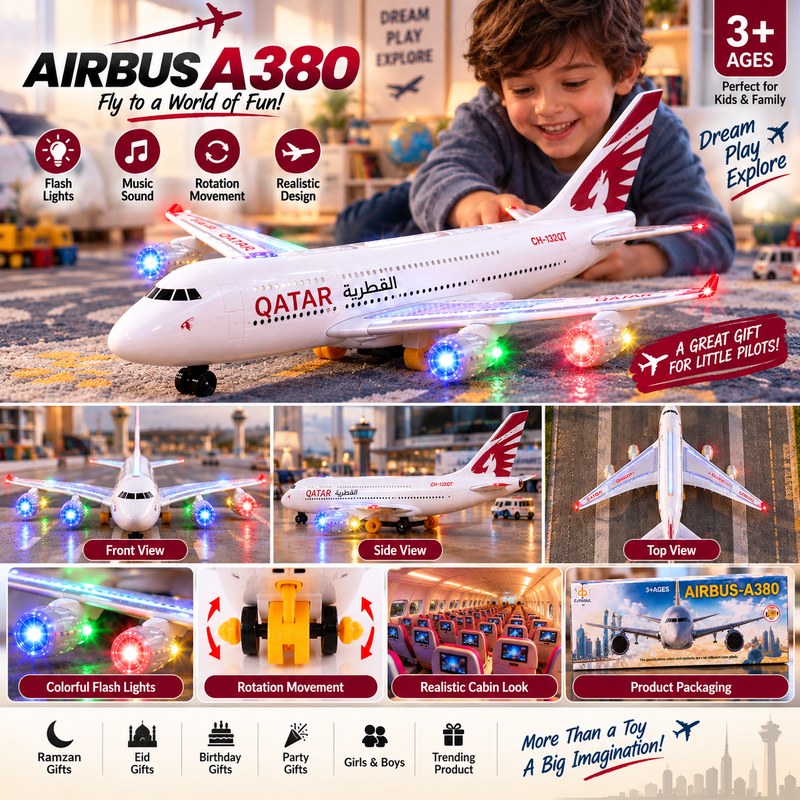 AIRBUS A380
Fly to a World of Fun!
Flash
Lights
Music
Sound
Rotation
Movement
Realistic
Design
DREAM
PLAY
EXPLORE
3+
AGES
Perfect for
Kids & Family
Dream
Play
Explore
CH-132QT
QATAR القطرية
QATAR
A GREAT GIFT
FOR LITTLE PILOTS!
Front View
QATAR القطرية
CH-132QT
Side View
Top View
Colorful Flash Lights
Rotation Movement
Realistic Cabin Look
3+AGES
AIRBUS-A380
Product Packaging
Ramzan
Gifts
Eid
Gifts
Birthday
Gifts
Party
Gifts
Girls & Boys
Trending
Product
More Than a Toy
A Big Imagination!